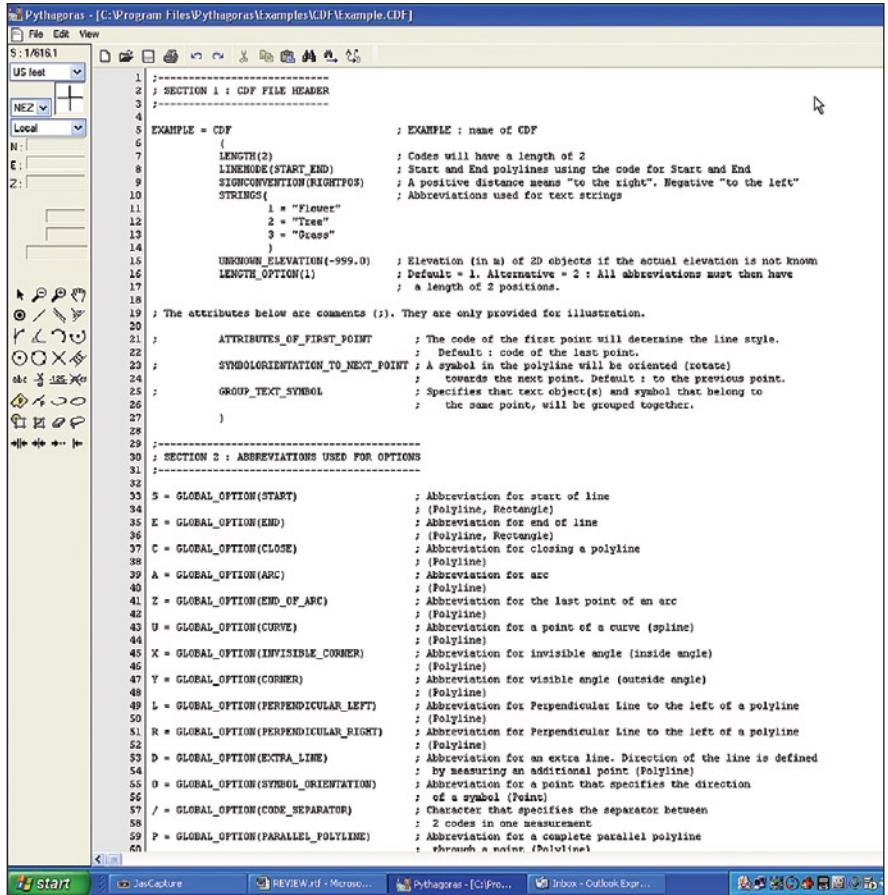 Pythagoras - [C:\Program Files\Pythagoras\Examples\CDF\Example.CDF]
File Edit View
S : 1/616.1
US feet
NEZ
Local
N :
E :
Z :
abc
1 ;----------------------------
2 ; SECTION 1 : CDF FILE HEADER
3 ;----------------------------
4
5 EXAMPLE = CDF ; EXAMPLE : name of CDF
6 (
7 LENGTH(2) ; Codes will have a length of 2
8 LINEMODE(START_END) ; Start and End polylines using the code for Start and End
9 SIGNCONVENTION(RIGHTPOS) ; A positive distance means "to the right". Negative "to the left"
10 STRINGS( ; Abbreviations used for text strings
11 1 = "Flower"
12 2 = "Tree"
13 3 = "Grass"
14 )
15 UNKNOWN_ELEVATION(-999.0) ; Elevation (in m) of 2D objects if the actual elevation is not known
16 LENGTH_OPTION(1) ; Default = 1. Alternative = 2 : All abbreviations must then have
17 ; a length of 2 positions.
18
19 ; The attributes below are comments (;). They are only provided for illustration.
20
21 ; ATTRIBUTES_OF_FIRST_POINT ; The code of the first point will determine the line style.
22 ; Default : code of the last point.
23 ; SYMBOLORIENTATION_TO_NEXT_POINT ; A symbol in the polyline will be oriented (rotate)
24 ; towards the next point. Default : to the previous point.
25 ; GROUP_TEXT_SYMBOL ; Specifies that text object(s) and symbol that belong to
26 ; the same point, will be grouped together.
27 )
28
29 ;-------------------------------------------
30 ; SECTION 2 : ABBREVIATIONS USED FOR OPTIONS
31 ;-------------------------------------------
32
33 S = GLOBAL_OPTION(START) ; Abbreviation for start of line
34 ; (Polyline, Rectangle)
35 E = GLOBAL_OPTION(END) ; Abbreviation for end of line
36 ; (Polyline, Rectangle)
37 C = GLOBAL_OPTION(CLOSE) ; Abbreviation for closing a polyline
38 ; (Polyline)
39 A = GLOBAL_OPTION(ARC) ; Abbreviation for arc
40 ; (Polyline)
41 Z = GLOBAL_OPTION(END_OF_ARC) ; Abbreviation for the last point of an arc
42 ; (Polyline)
43 U = GLOBAL_OPTION(CURVE) ; Abbreviation for a point of a curve (spline)
44 ; (Polyline)
45 X = GLOBAL_OPTION(INVISIBLE_CORNER) ; Abbreviation for invisible angle (inside angle)
46 ; (Polyline)
47 Y = GLOBAL_OPTION(CORNER) ; Abbreviation for visible angle (outside angle)
48 ; (Polyline)
49 L = GLOBAL_OPTION(PERPENDICULAR_LEFT) ; Abbreviation for Perpendicular Line to the left of a polyline
50 ; (Polyline)
51 R = GLOBAL_OPTION(PERPENDICULAR_RIGHT) ; Abbreviation for Perpendicular Line to the left of a polyline
52 ; (Polyline)
53 D = GLOBAL_OPTION(EXTRA_LINE) ; Abbreviation for an extra line. Direction of the line is defined
54 ; by measuring an additional point (Polyline)
55 O = GLOBAL_OPTION(SYMBOL_ORIENTATION) ; Abbreviation for a point that specifies the direction
56 ; of a symbol (Point)
57 / = GLOBAL_OPTION(CODE_SEPARATOR) ; Character that specifies the separator between
58 ; 2 codes in one measurement
59 P = GLOBAL_OPTION(PARALLEL_POLYLINE) ; Abbreviation for a complete parallel polyline
60 ; through a point (Polyline)
start
JasCapture
REVIEW.rtf - Microso...
Pythagoras - [C:\Pro...
Inbox - Outlook Expr...